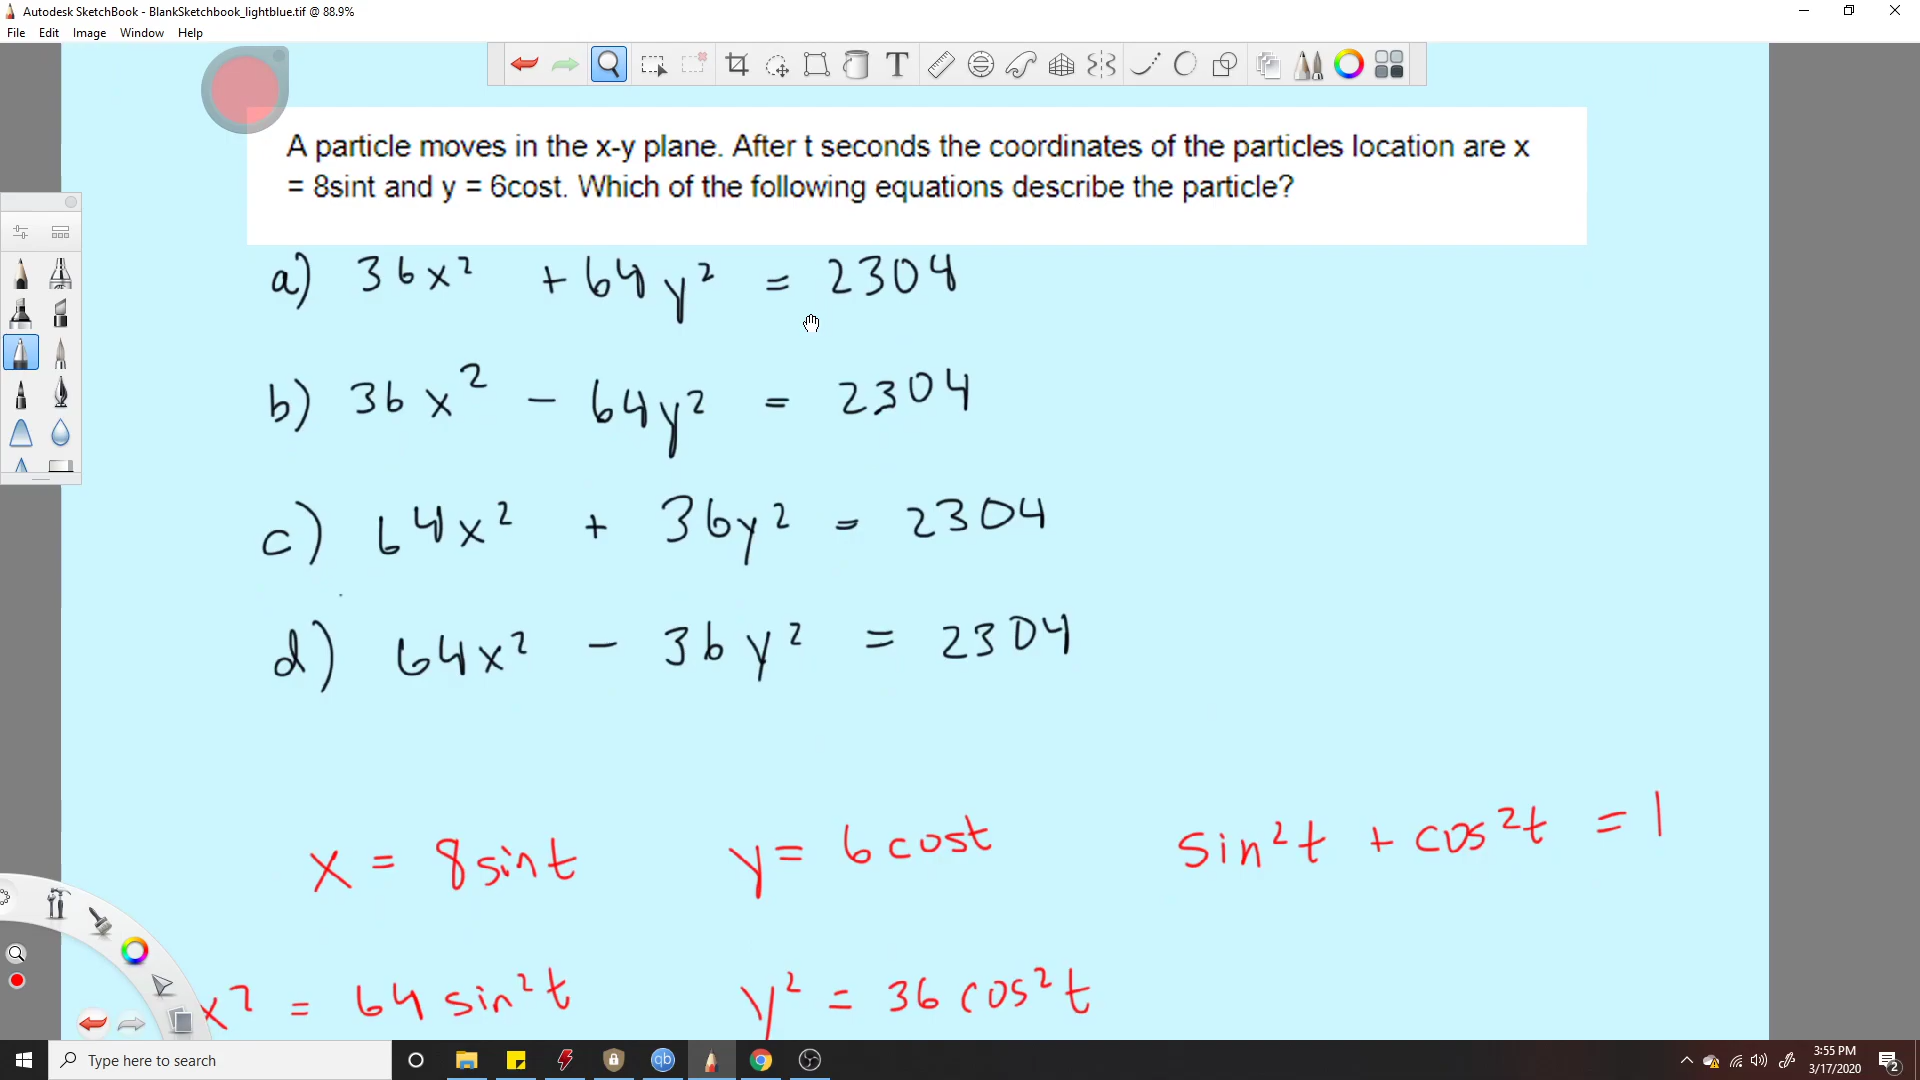 Autodesk SketchBook - BlankSketchbook_lightblue.tif @ 88.9%
File Edit Image Window Help
A particle moves in the x-y plane. After t seconds the coordinates of the particles location are x
= 8sint and y = 6cost. Which of the following equations describe the particle?
a) 36x² + 64y² = 2304
b) 36x² - 64y² = 2304
c) 64x² + 36y² = 2304
d) 64x² - 36y² = 2304
x = 8sint y = 6cost sin²t + cos²t = 1
x² = 64 sin²t y² = 36 cos²t
Type here to search
qb
3:55 PM
3/17/2020
2